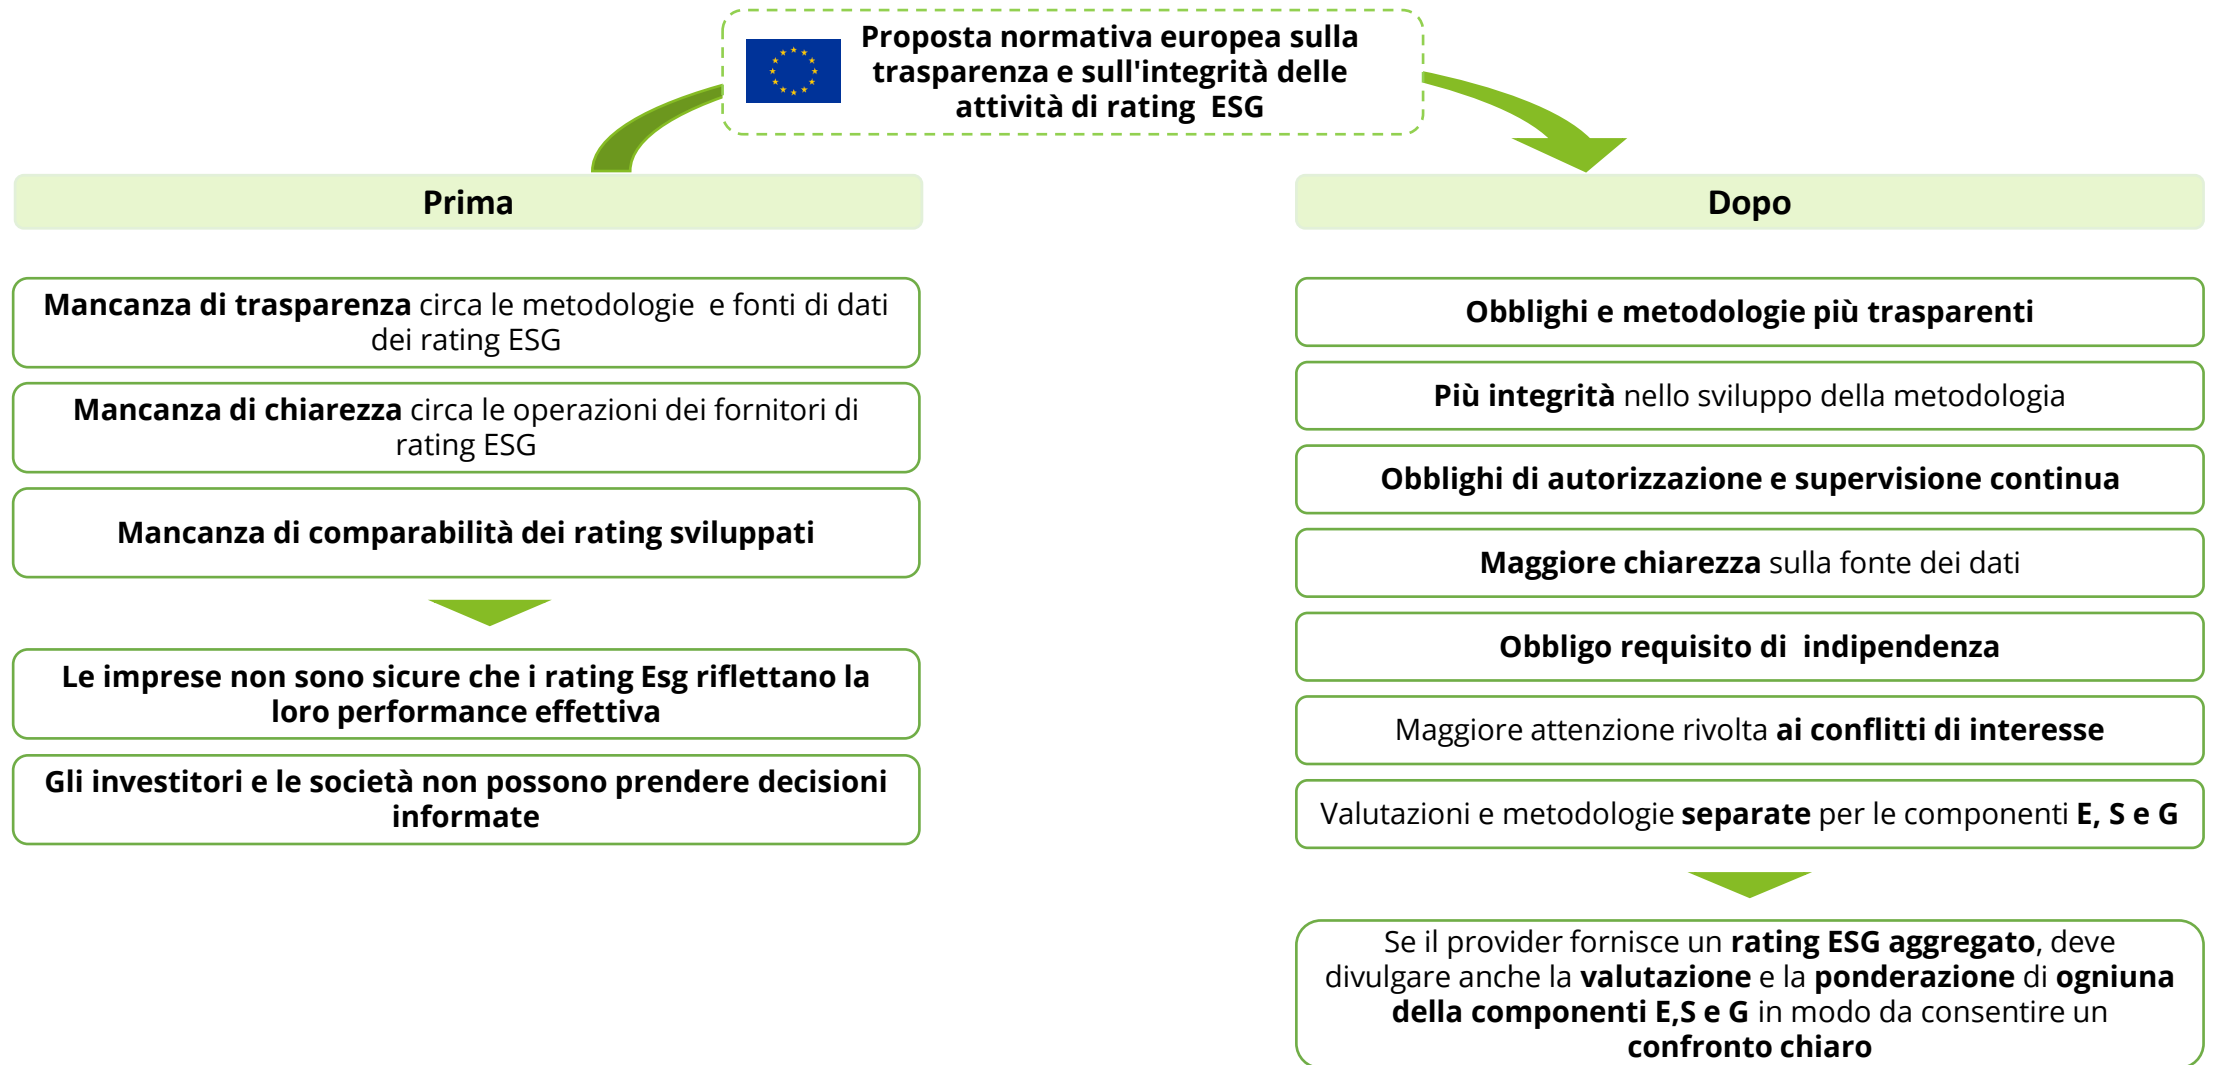 Proposta normativa europea sulla
trasparenza e sull'integrità delle
attività di rating  ESG
Prima
Mancanza di trasparenza circa le metodologie  e fonti di dati
dei rating ESG
Mancanza di chiarezza circa le operazioni dei fornitori di
rating ESG
Mancanza di comparabilità dei rating sviluppati
Le imprese non sono sicure che i rating Esg riflettano la
loro performance effettiva
Gli investitori e le società non possono prendere decisioni
informate
Dopo
Obblighi e metodologie più trasparenti
Più integrità nello sviluppo della metodologia
Obblighi di autorizzazione e supervisione continua
Maggiore chiarezza sulla fonte dei dati
Obbligo requisito di  indipendenza
Maggiore attenzione rivolta ai conflitti di interesse
Valutazioni e metodologie separate per le componenti E, S e G
Se il provider fornisce un rating ESG aggregato, deve
divulgare anche la valutazione e la ponderazione di ogniuna
della componenti E,S e G in modo da consentire un
confronto chiaro